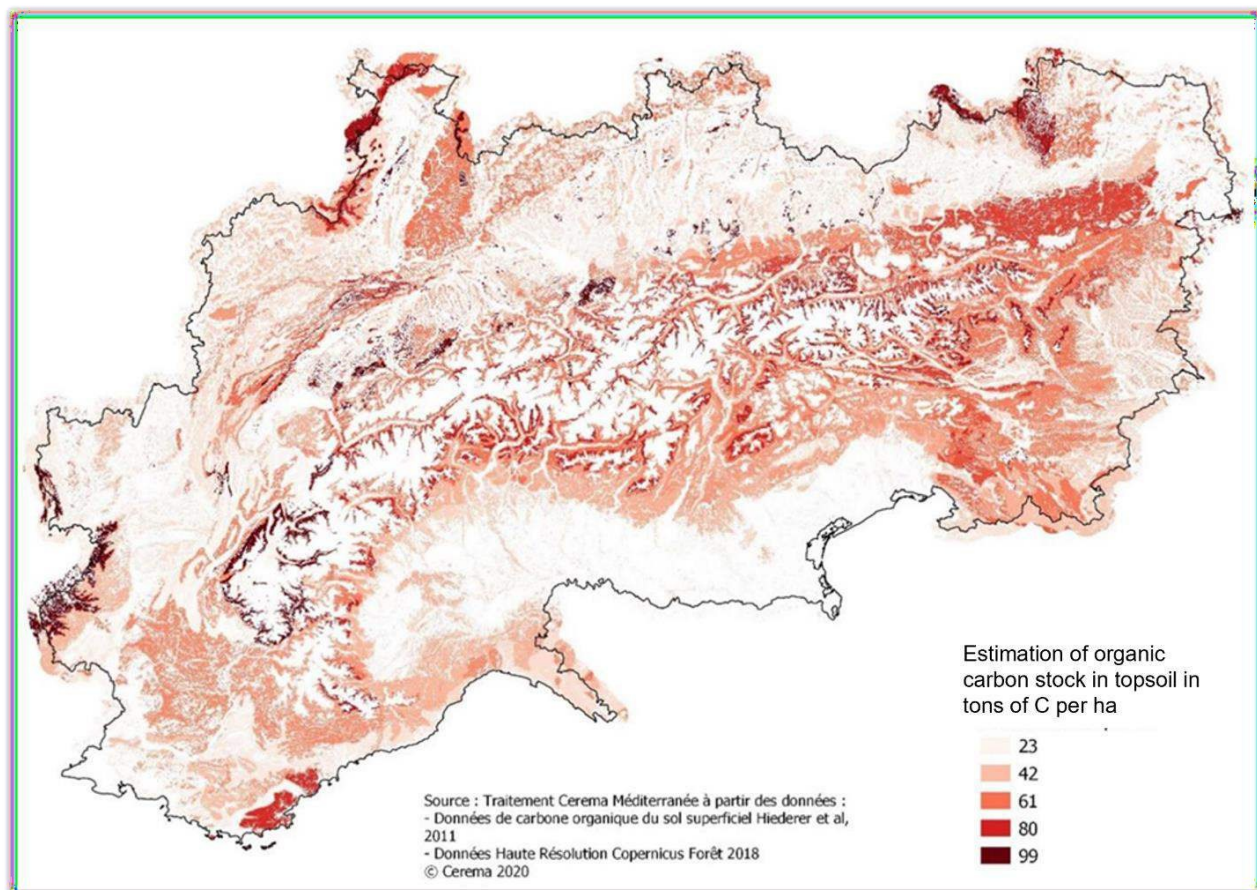 Estimation of organic
carbon stock in topsoil in
tons of C per ha
23
42
61
80
99
Source : Traitement Cerema Méditerranée à partir des données :
- Données de carbone organique du sol superficiel Hiederer et al,
2011
- Données Haute Résolution Copernicus Forêt 2018
© Cerema 2020